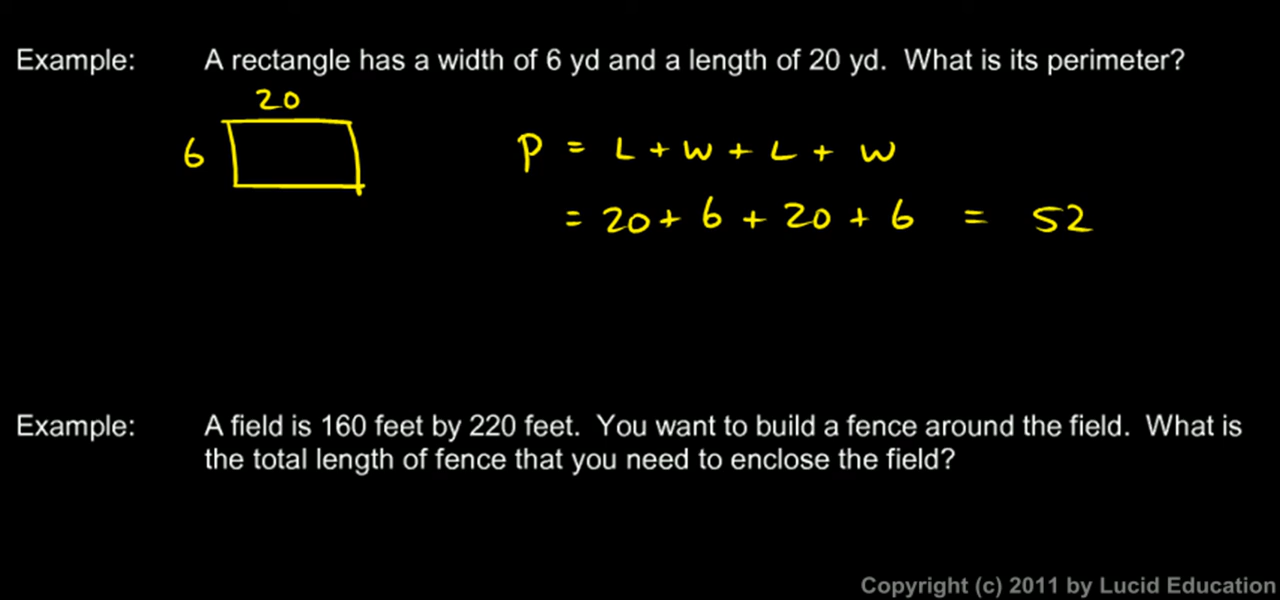 Example: A rectangle has a width of 6 yd and a length of 20 yd. What is its perimeter?
20
6
P = L + W + L + W
= 20 + 6 + 20 + 6 = 52
Example: A field is 160 feet by 220 feet. You want to build a fence around the field. What is
the total length of fence that you need to enclose the field?
Copyright (c) 2011 by Lucid Education